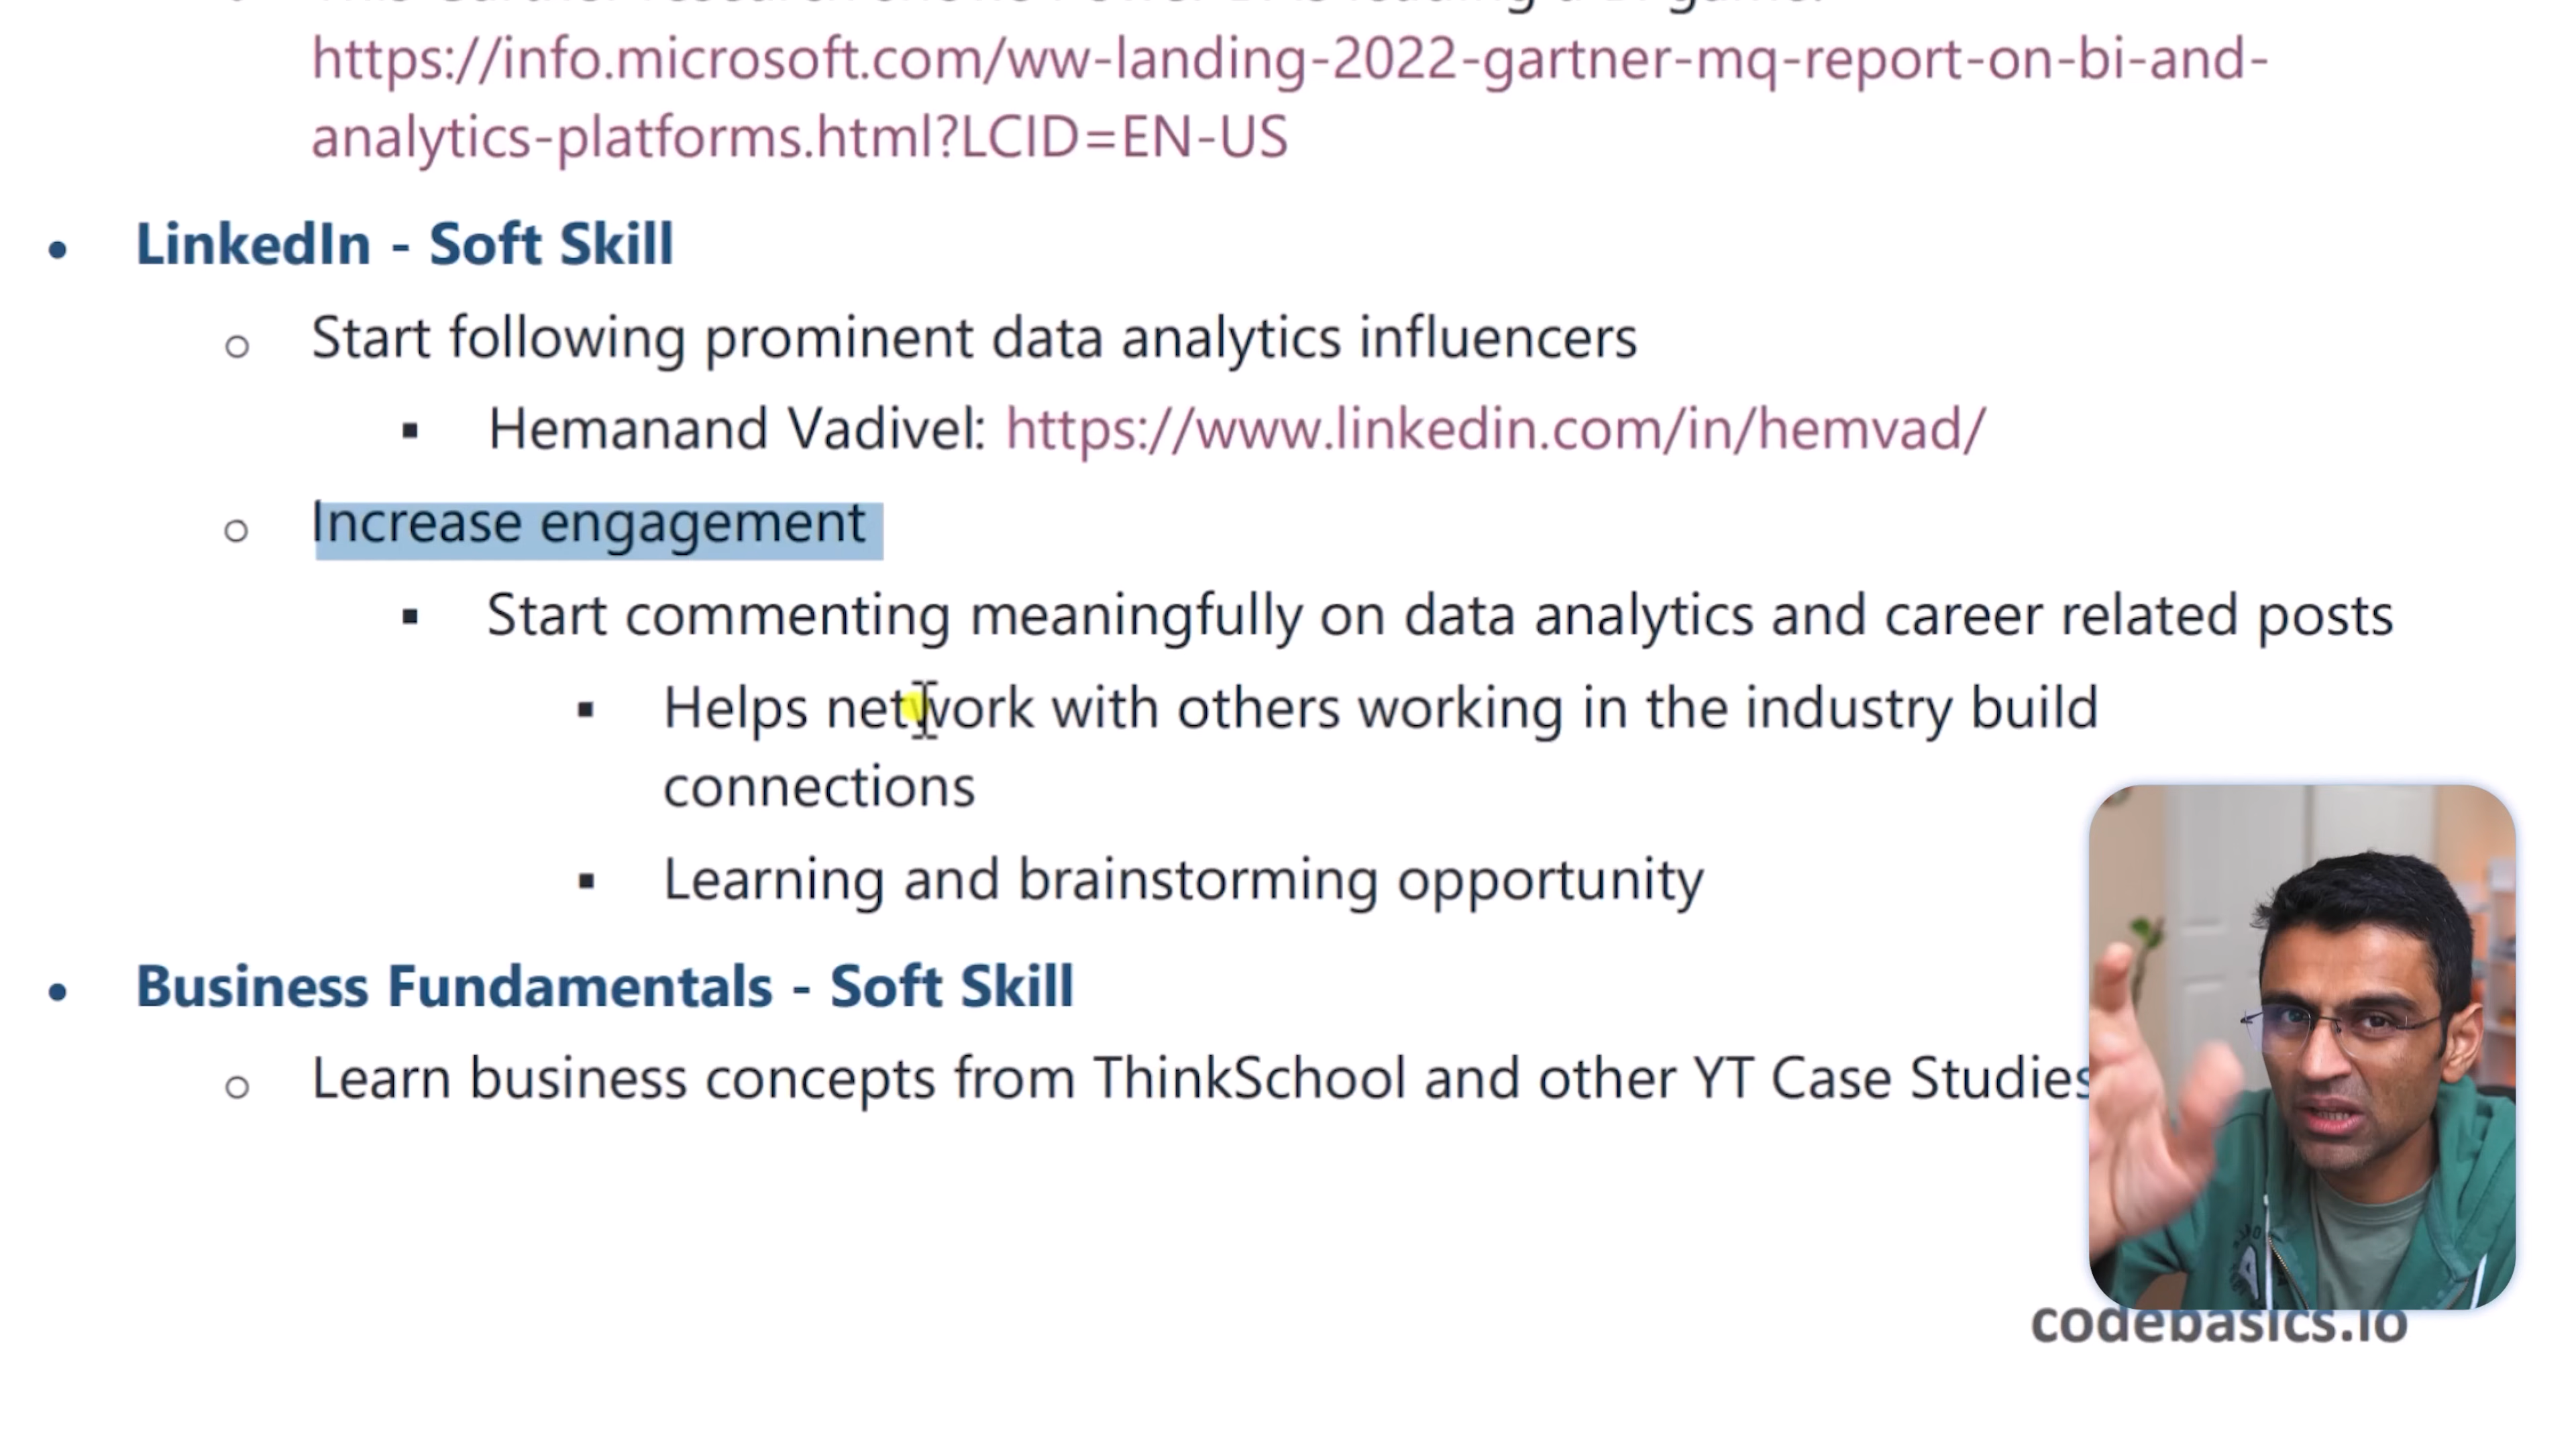 https://info.microsoft.com/ww-landing-2022-gartner-mq-report-on-bi-and-
analytics-platforms.html?LCID=EN-US
• LinkedIn - Soft Skill
○ Start following prominent data analytics influencers
▪ Hemanand Vadivel: https://www.linkedin.com/in/hemvad/
○ Increase engagement
▪ Start commenting meaningfully on data analytics and career related posts
▪ Helps network with others working in the industry build
connections
▪ Learning and brainstorming opportunity
• Business Fundamentals - Soft Skill
○ Learn business concepts from ThinkSchool and other YT Case Studies
codebasics.io